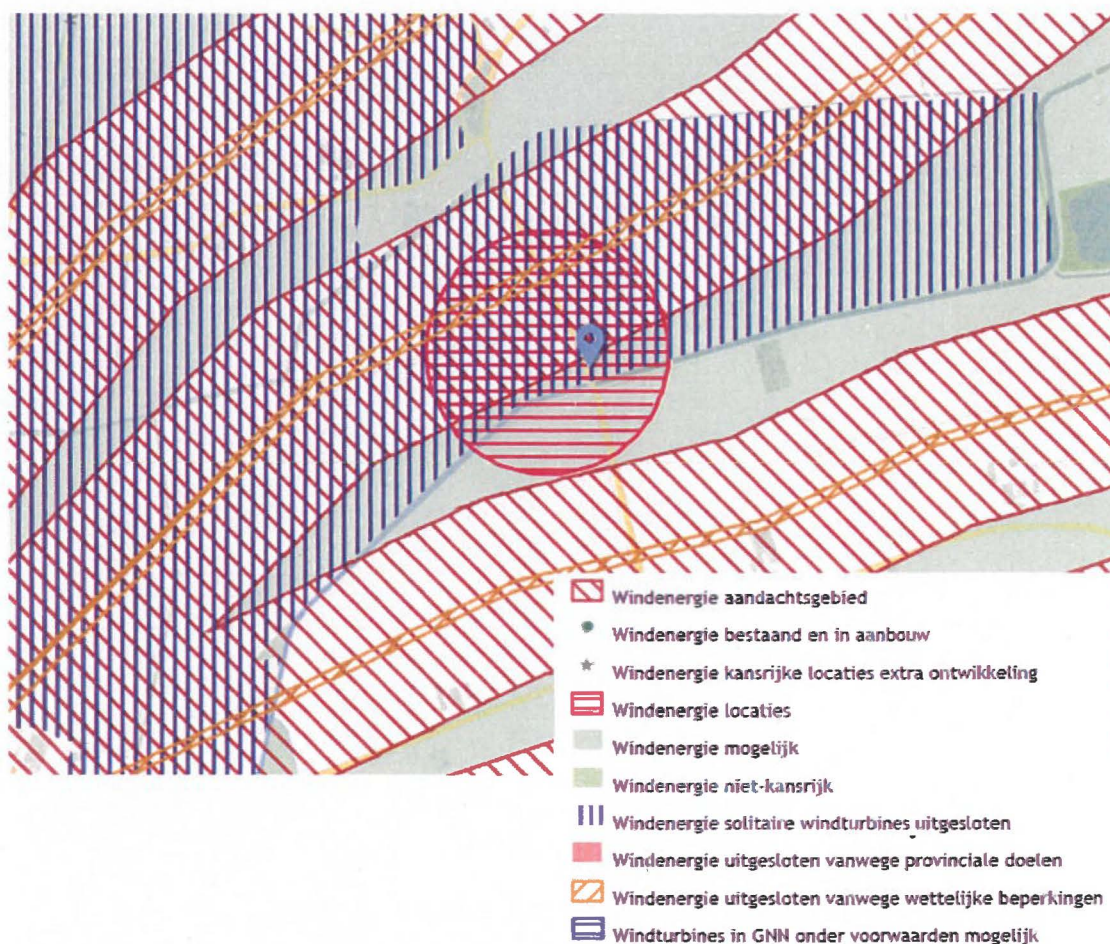 Windenergie aandachtsgebied
Windenergie bestaand en in aanbouw
Windenergie kansrijke locaties extra ontwikkeling
Windenergie locaties
Windenergie mogelijk
Windenergie niet-kansrijk
Windenergie solitaire windturbines uitgesloten
Windenergie uitgesloten vanwege provinciale doelen
Windenergie uitgesloten vanwege wettelijke beperkingen
Windturbines in GNN onder voorwaarden mogelijk